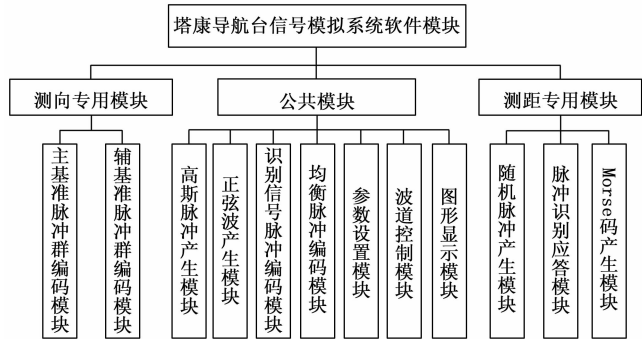 塔康导航台信号模拟系统软件模块
测向专用模块
公共模块
测距专用模块
主基准脉冲群编码模块
辅基准脉冲群编码模块
高斯脉冲产生模块
正弦波产生模块
识别信号脉冲编码模块
均衡脉冲编码模块
参数设置模块
波道控制模块
图形显示模块
随机脉冲产生模块
脉冲识别应答模块
Morse码产生模块